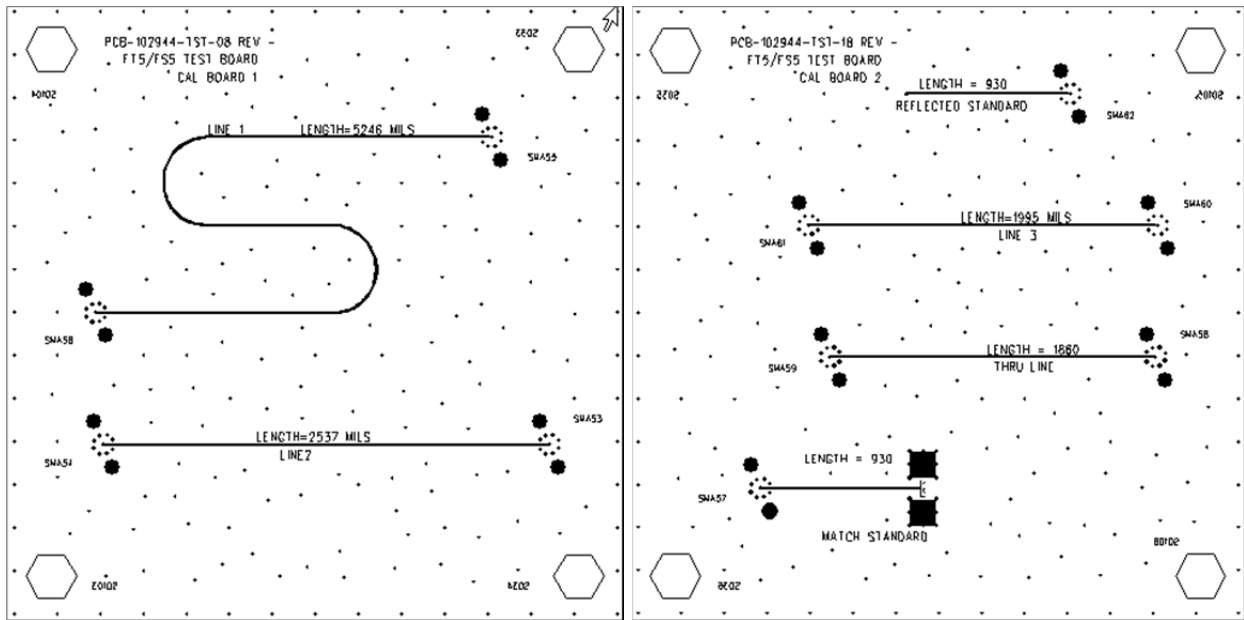 PCB-102944-TST-08 REV -
FT5/FS5 TEST BOARD
CAL BOARD 1
LINE 1 LENGTH=5246 MILS
LENGTH=2537 MILS
LINE2
SMA53
PCB-102944-TST-18 REV -
FT5/FS5 TEST BOARD
CAL BOARD 2
LENGTH = 930
REFLECTED STANDARD
SMA62
SMA60
LENGTH=1995 MILS
LINE 3
SMA61
SMA58
LENGTH = 1860
THRU LINE
SMA59
LENGTH = 930
SMA57
MATCH STANDARD